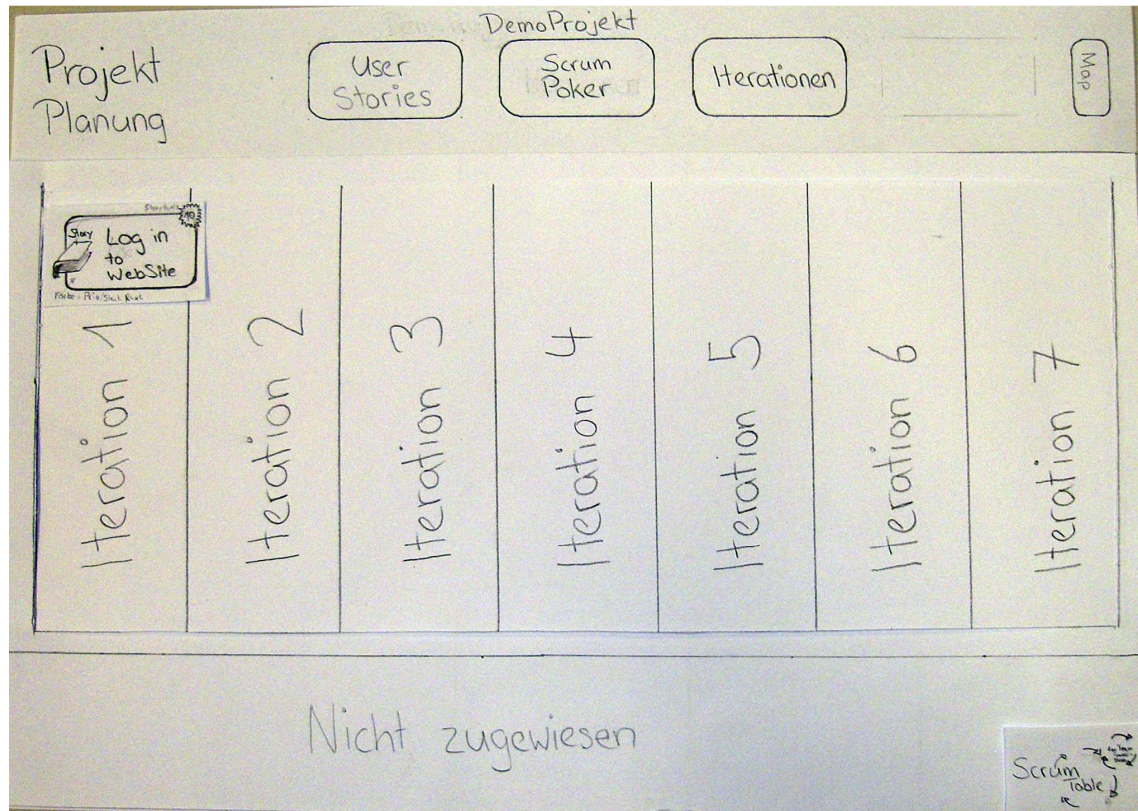 DemoProjekt
Projekt
Planung
User
Stories
Scrum
Poker
Iterationen
Map
Story
10
Log in
to
WebSite
Iteration 1
Iteration 2
Iteration 3
Iteration 4
Iteration 5
Iteration 6
Iteration 7
Nicht zugewiesen
Scrum
Table